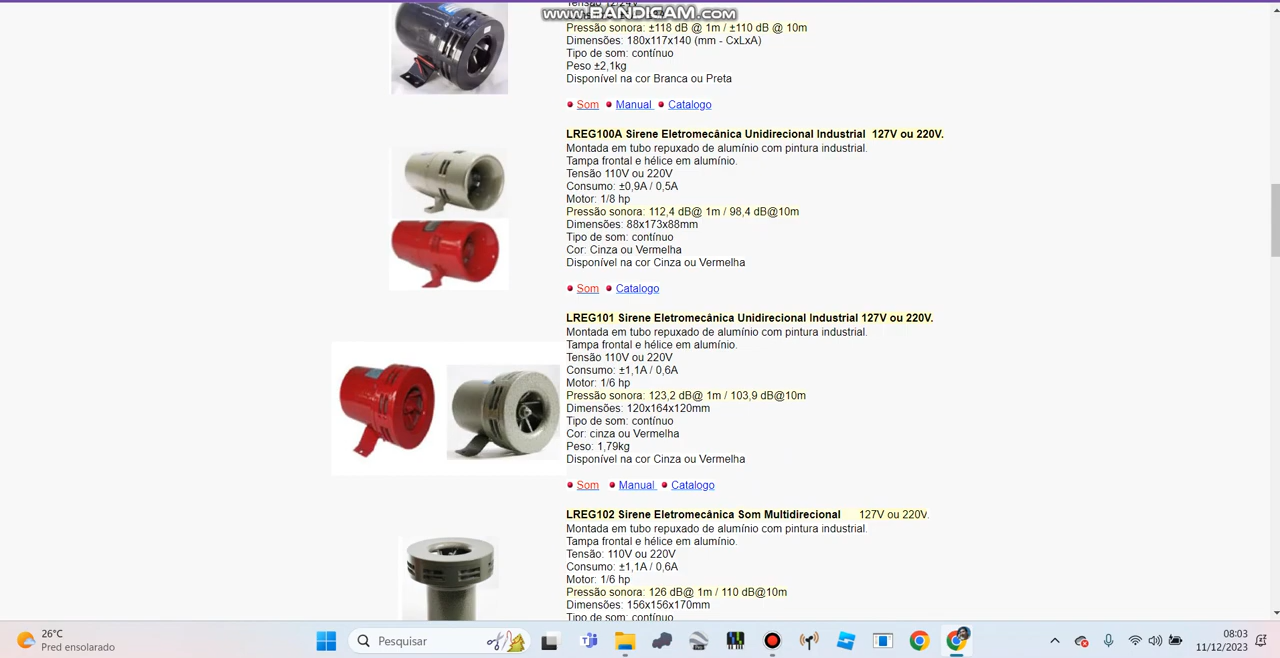 www.BANDICAM.com
Pressão sonora: ±118 dB @ 1m / ±110 dB @ 10m
Dimensões: 180x117x140 (mm - CxLxA)
Tipo de som: contínuo
Peso ±2,1kg
Disponível na cor Branca ou Preta
Som Manual Catalogo
LREG100A Sirene Eletromecânica Unidirecional Industrial 127V ou 220V.
Montada em tubo repuxado de alumínio com pintura industrial.
Tampa frontal e hélice em alumínio.
Tensão 110V ou 220V
Consumo: ±0,9A / 0,5A
Motor: 1/8 hp
Pressão sonora: 112,4 dB@ 1m / 98,4 dB@10m
Dimensões: 88x173x88mm
Tipo de som: contínuo
Cor: Cinza ou Vermelha
Disponível na cor Cinza ou Vermelha
Som Catalogo
LREG101 Sirene Eletromecânica Unidirecional Industrial 127V ou 220V.
Montada em tubo repuxado de alumínio com pintura industrial.
Tampa frontal e hélice em alumínio.
Tensão 110V ou 220V
Consumo: ±1,1A / 0,6A
Motor: 1/6 hp
Pressão sonora: 123,2 dB@ 1m / 103,9 dB@10m
Dimensões: 120x164x120mm
Tipo de som: contínuo
Cor: cinza ou Vermelha
Peso: 1,79kg
Disponível na cor Cinza ou Vermelha
Som Manual Catalogo
LREG102 Sirene Eletromecânica Som Multidirecional 127V ou 220V.
Montada em tubo repuxado de alumínio com pintura industrial.
Tampa frontal e hélice em alumínio.
Tensão: 110V ou 220V
Consumo: ±1,1A / 0,6A
Motor: 1/6 hp
Pressão sonora: 126 dB@ 1m / 110 dB@10m
Dimensões: 156x156x170mm
Tipo de som: contínuo
26°C
Pred ensolarado
Pesquisar
08:03
11/12/2023